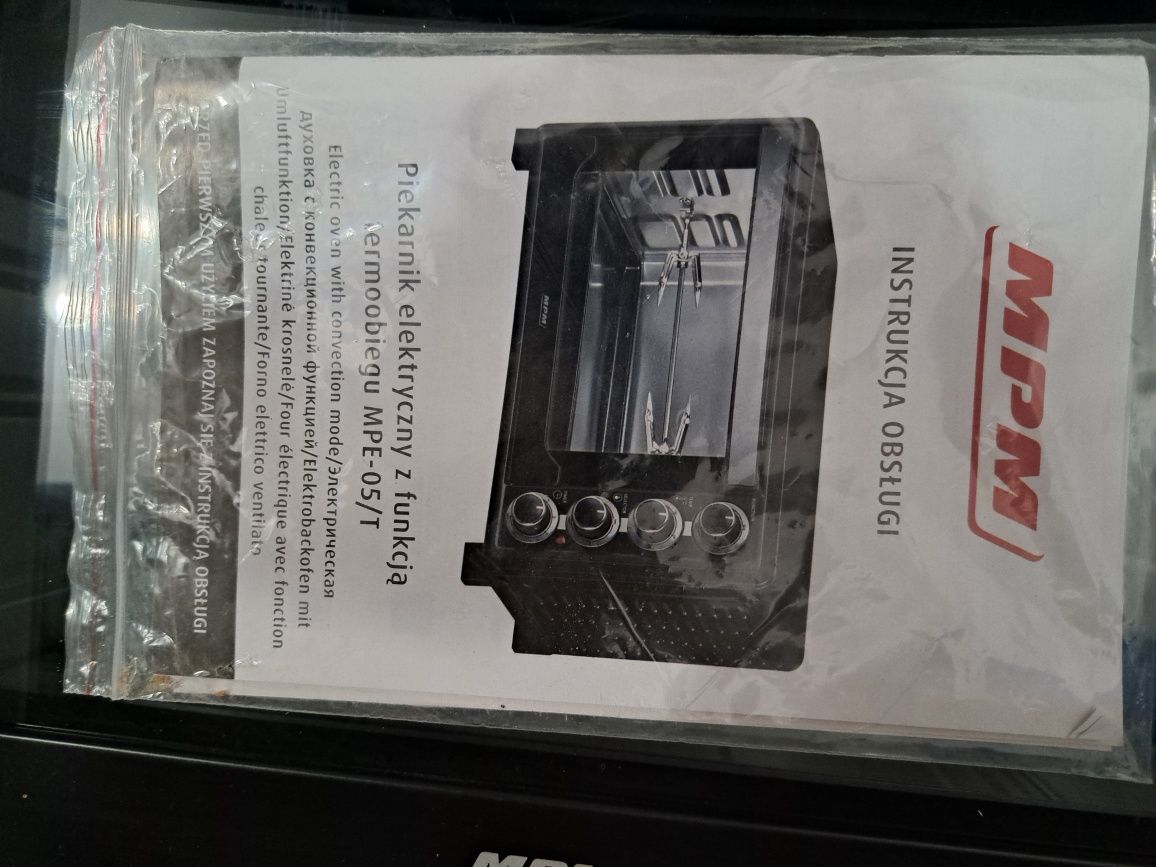 MPM
INSTRUKCJA OBSŁUGI
MPM
Piekarnik elektryczny z funkcją
termoobiegu MPE-05/T
Electric oven with convection mode/Электрическая
духовка с конвекционной функцией/Elektrobackofen mit
Umluftfunktion/Elektrinė krosnelė/Four électrique avec fonction
chaleur tournante/Forno elettrico ventilato
PRZED PIERWSZYM UŻYCIEM ZAPOZNAJ SIĘ Z INSTRUKCJĄ OBSŁUGI